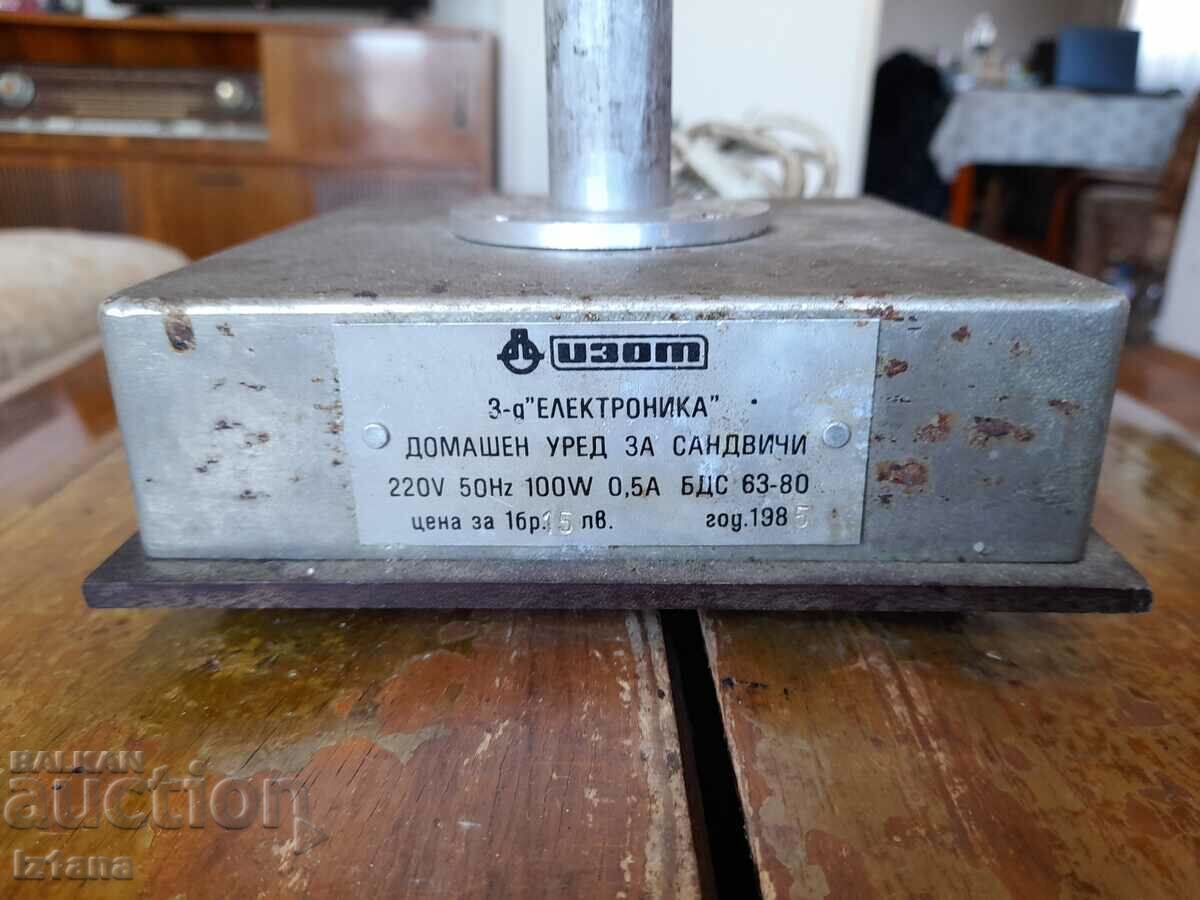 изот
З-д "ЕЛЕКТРОНИКА"
ДОМАШЕН УРЕД ЗА САНДВИЧИ
220V 50Hz 100W 0,5A БДС 63-80
цена за 1бр. 15 лв. год. 1985
BALKAN
auction
Iztana